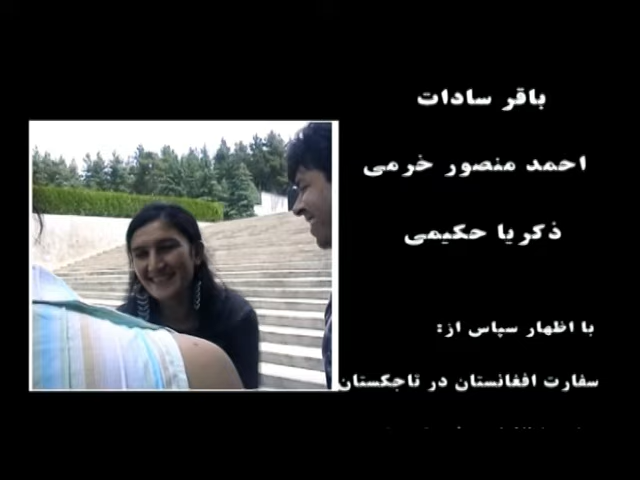 باقر سادات
احمد منصور خرمی
ذکریا حکیمی
با اظهار سپاس از:
سفارت افغانستان در تاجکستان